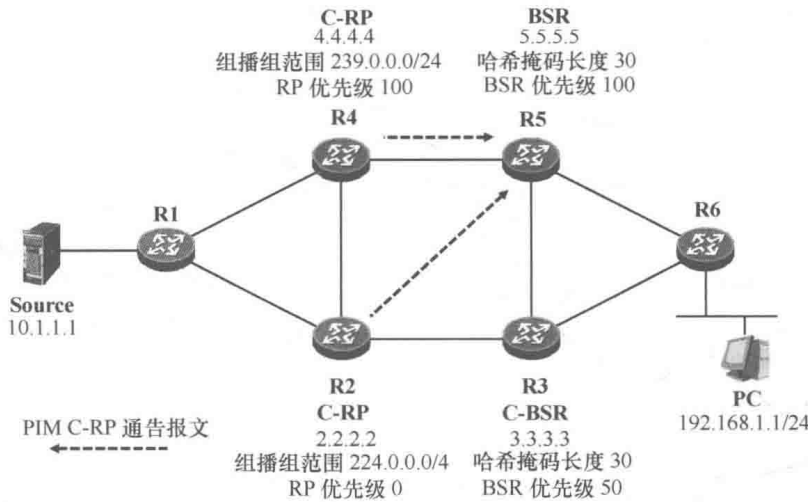 C-RP
4.4.4.4
组播组范围 239.0.0.0/24
RP 优先级 100
R4
BSR
5.5.5.5
哈希掩码长度 30
BSR 优先级 100
R5
R1
R6
Source
10.1.1.1
R2
C-RP
2.2.2.2
组播组范围 224.0.0.0/4
RP 优先级 0
R3
C-BSR
3.3.3.3
哈希掩码长度 30
BSR 优先级 50
PC
192.168.1.1/24
PIM C-RP 通告报文